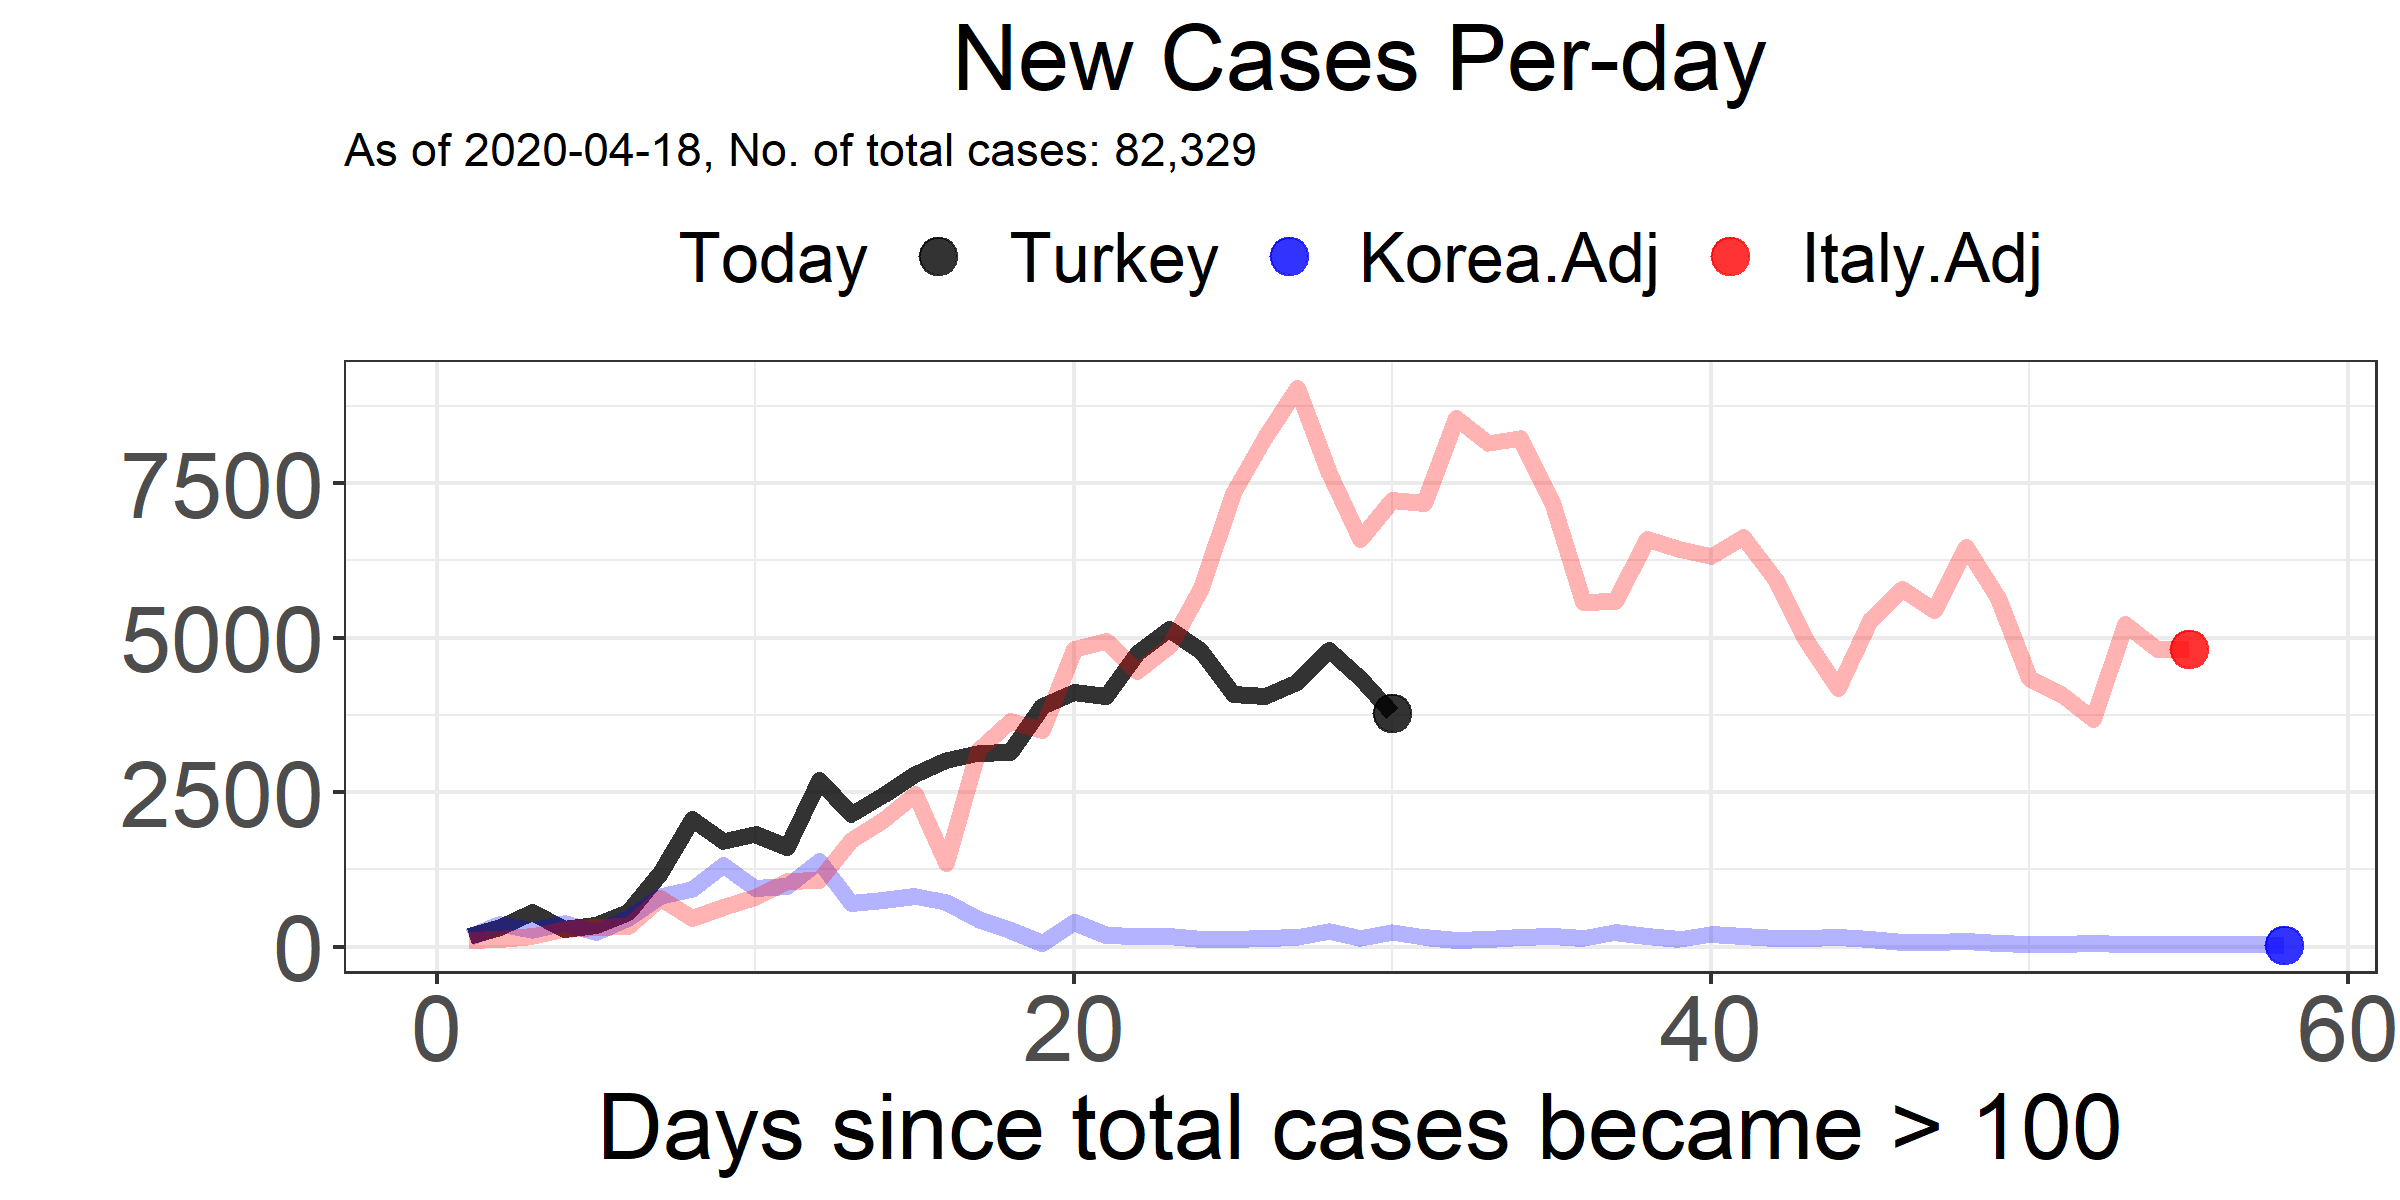 New Cases Per-day
As of 2020-04-18, No. of total cases: 82,329
Today Turkey Korea.Adj Italy.Adj
7500
5000
2500
0
0 20 40 60
Days since total cases became > 100